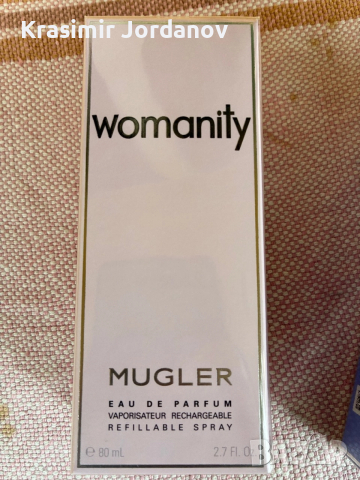 Krasimir Jordanov
womanity
MUGLER
EAU DE PARFUM
VAPORISATEUR RECHARGEABLE
REFILLABLE SPRAY
℮ 80 mL 2.7 Fl. Oz